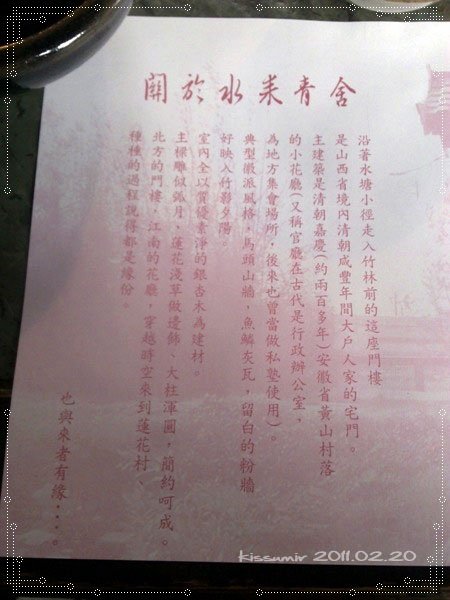 關於水來青舍
沿著水塘小徑走入竹林前的這座門樓
是山西省境內清朝咸豐年間大戶人家的宅門。
主建築是清朝嘉慶(約兩百多年)安徽省黃山村落
的小花廳(又稱官廳在古代是行政辦公室,
為地方集會場所,後來也曾當做私塾使用)。
典型徽派風格,馬頭山牆,魚鱗灰瓦,留白的粉牆
好映入竹影夕陽。
室內全以質優素淨的銀杏木為建材。
主樑雕似弧月、蓮花淺草做邊飾、大柱渾圓,簡約呵成。
北方的門樓,江南的花廳,穿越時空來到蓮花村、
種種的過程說得都是緣份。
也與來者有緣....。
kissumir 2011.02.20